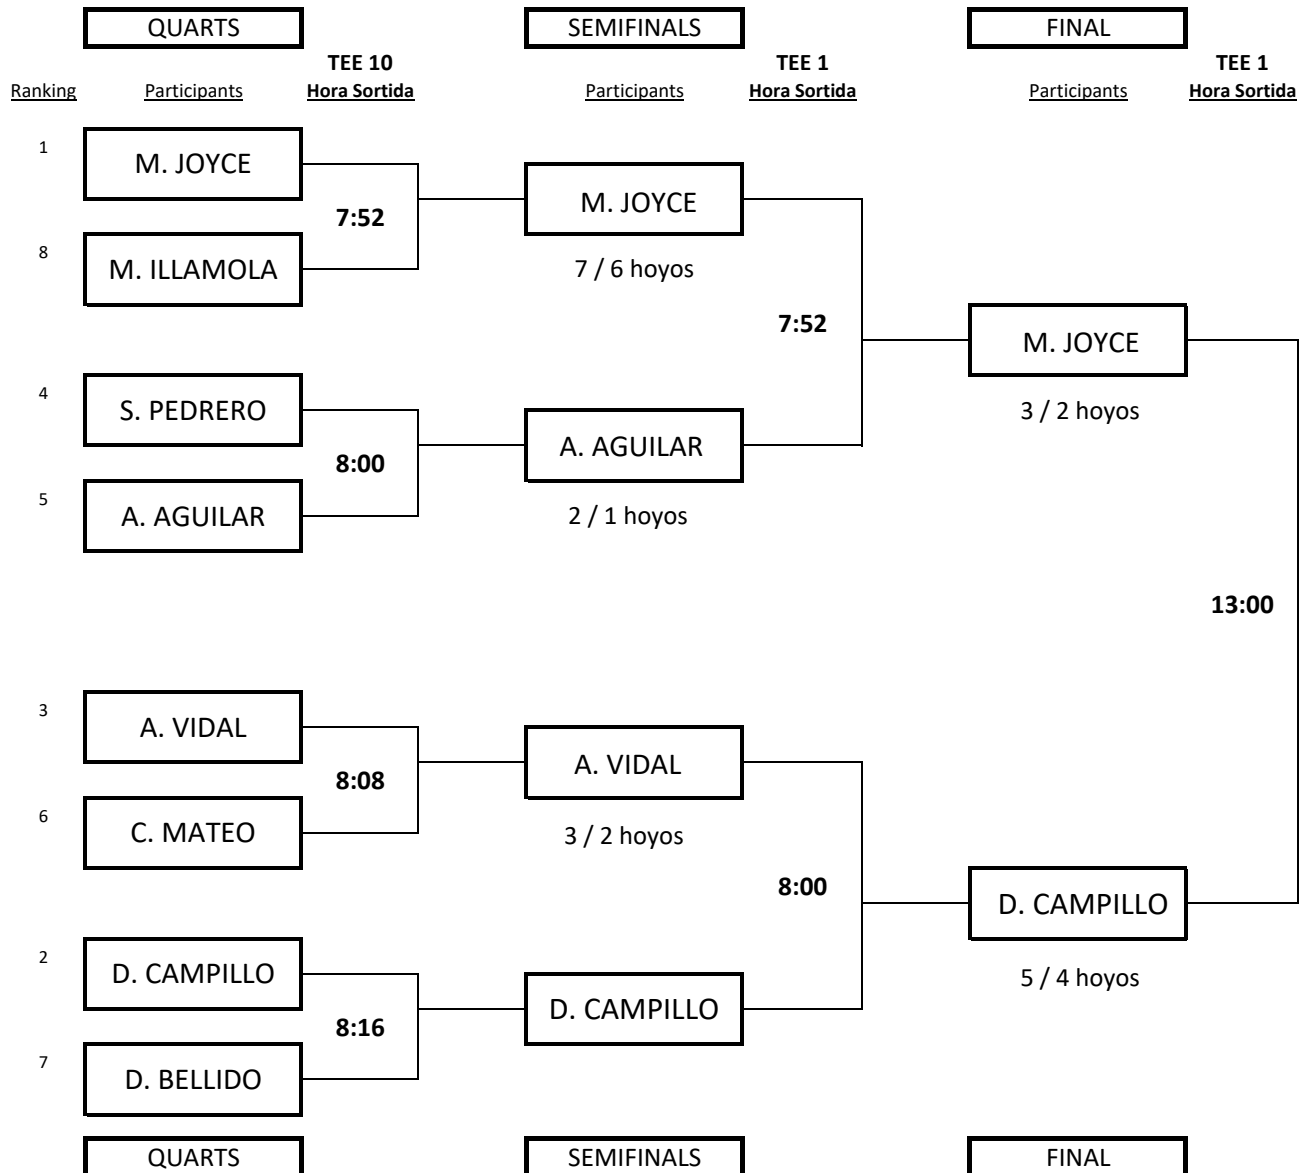 QUARTS SEMIFINALS FINAL
TEE 10 TEE 1 TEE 1
Ranking Participants Hora Sortida Participants Hora Sortida Participants Hora Sortida
1
M. JOYCE
M. JOYCE
7:52
8
M. ILLAMOLA
7 / 6 hoyos
7:52
M. JOYCE
4
S. PEDRERO
3 / 2 hoyos
A. AGUILAR
8:00
5
A. AGUILAR
2 / 1 hoyos
13:00
3
A. VIDAL
A. VIDAL
8:08
6
C. MATEO
3 / 2 hoyos
8:00
D. CAMPILLO
2
D. CAMPILLO
5 / 4 hoyos
D. CAMPILLO
8:16
7
D. BELLIDO
QUARTS SEMIFINALS FINAL